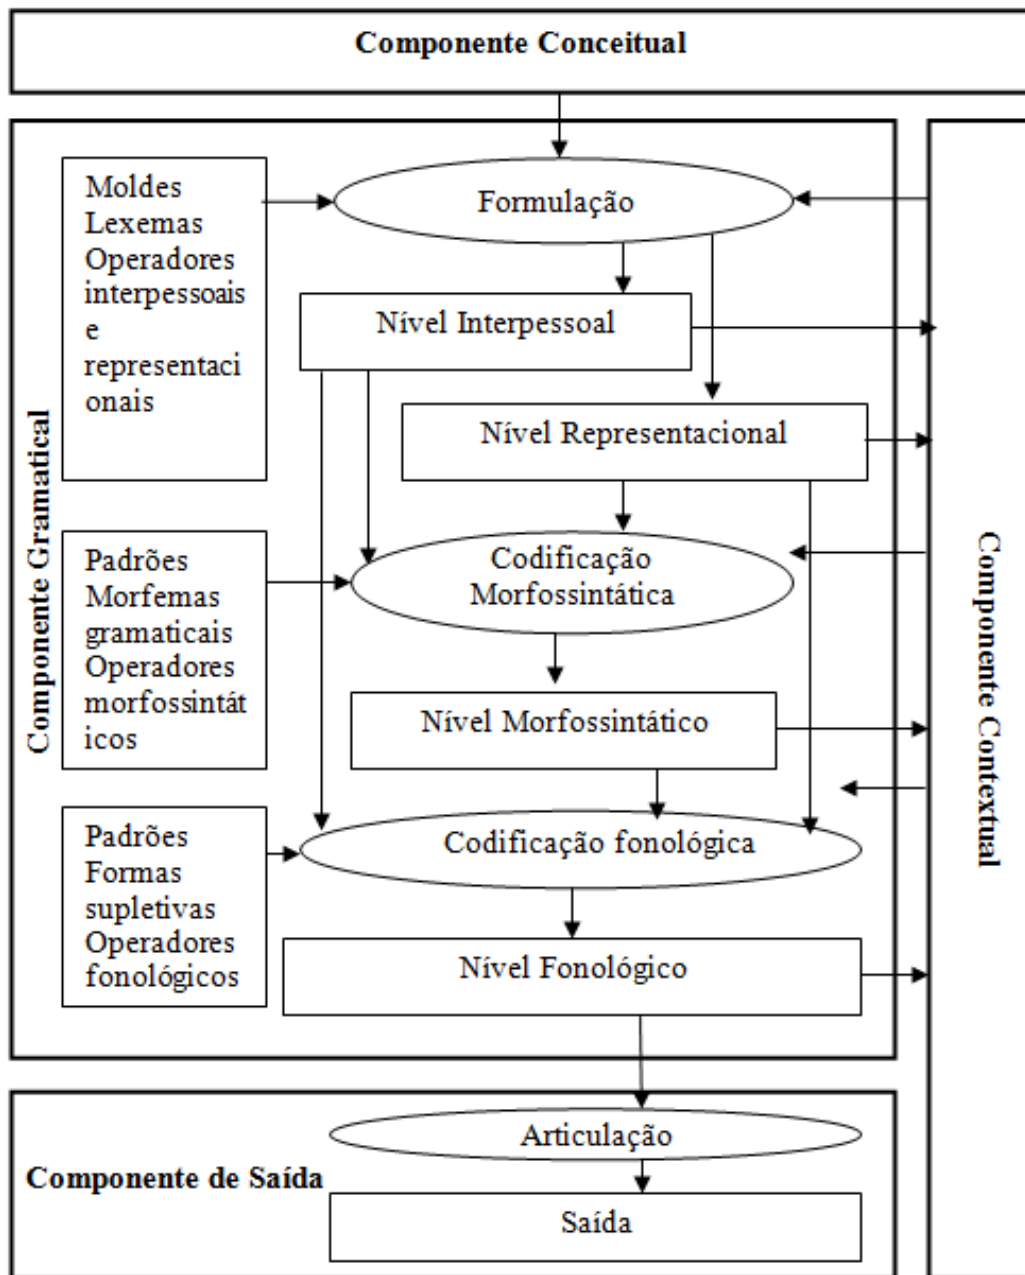 Componente Conceitual
Componente Gramatical
Moldes
Lexemas
Operadores
interpessoais
e
representaci
onais
Formulação
Nível Interpessoal
Nível Representacional
Padrões
Morfemas
gramaticais
Operadores
morfossintát
icos
Codificação
Morfossintática
Nível Morfossintático
Padrões
Formas
supletivas
Operadores
fonológicos
Codificação fonológica
Nível Fonológico
Componente Contextual
Componente de Saída
Articulação
Saída